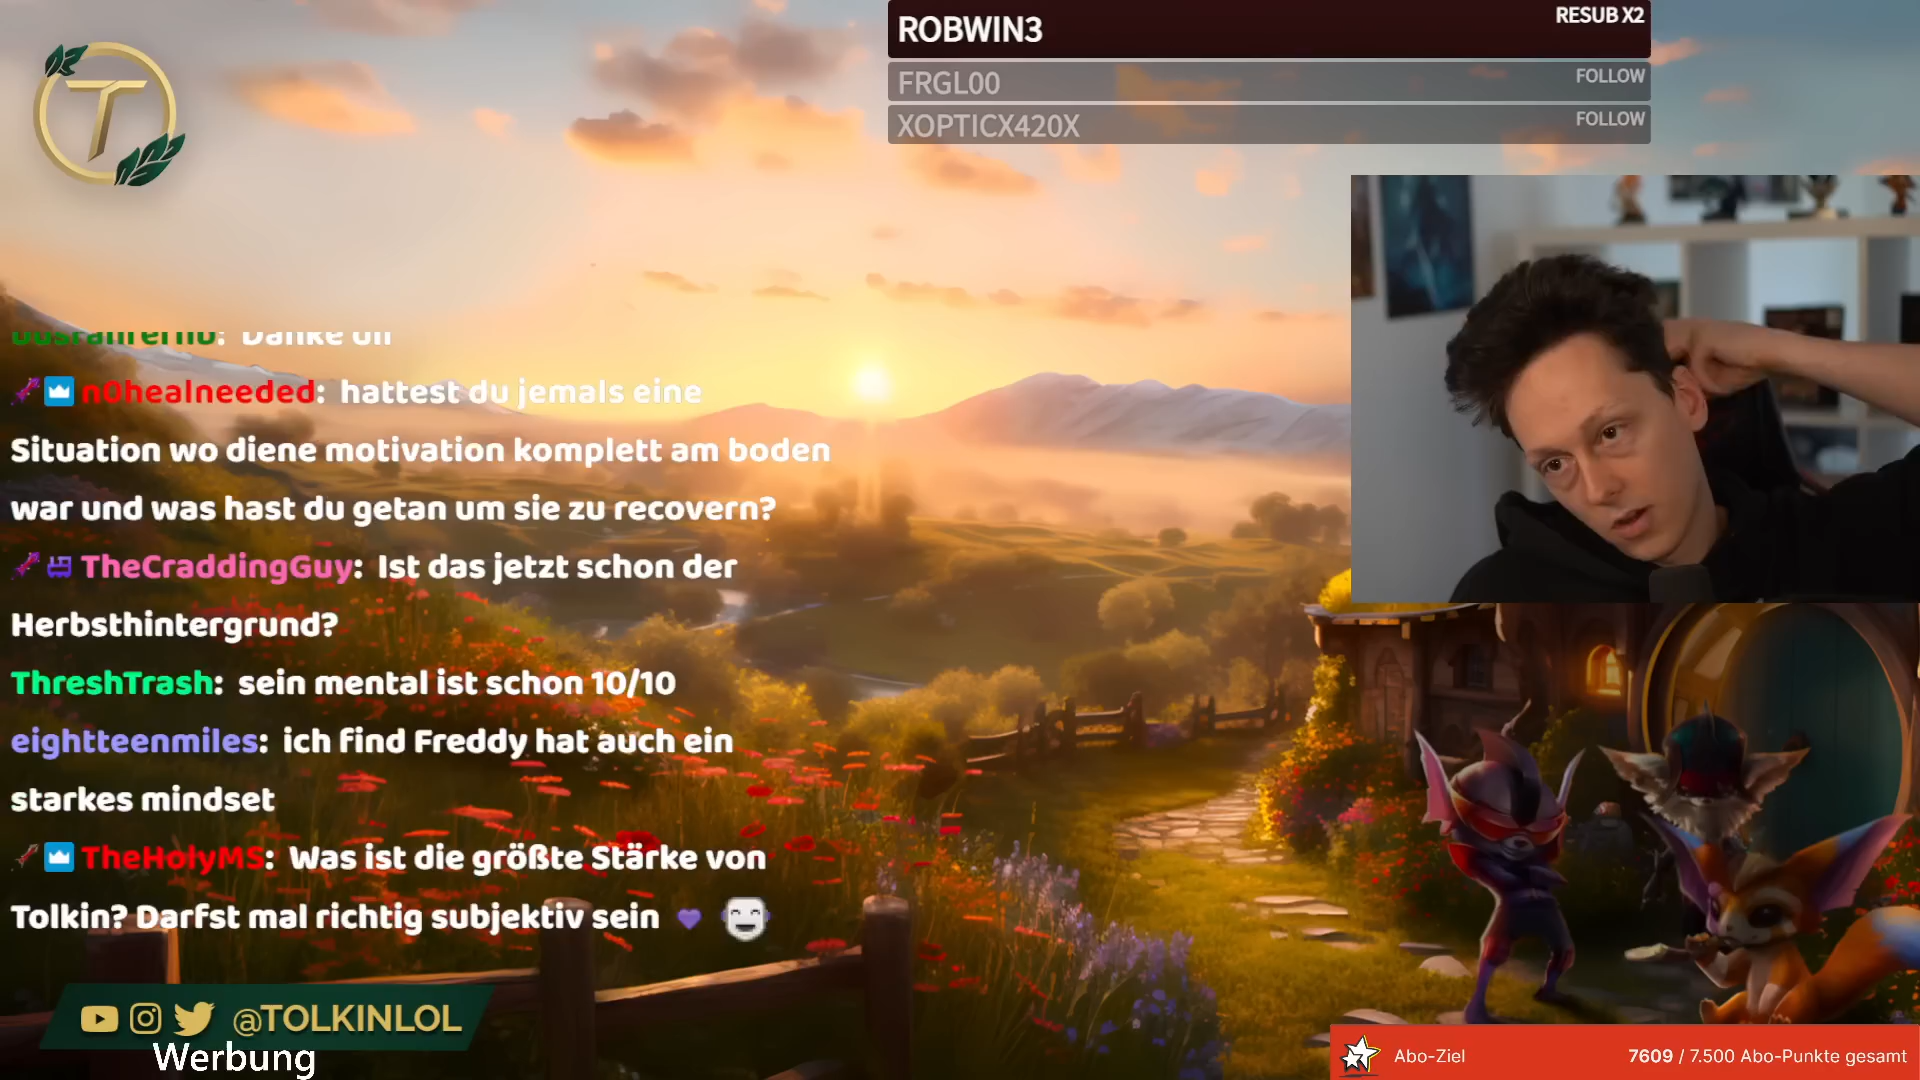 ROBWIN3 RESUB X2
FRGL00 FOLLOW
XOPTICX420X FOLLOW
T
Danke dir
n0healneeded: hattest du jemals eine
Situation wo diene motivation komplett am boden
war und was hast du getan um sie zu recovern?
TheCraddingGuy: Ist das jetzt schon der
Herbsthintergrund?
ThreshTrash: sein mental ist schon 10/10
eightteenmiles: ich find Freddy hat auch ein
starkes mindset
TheHolyMS: Was ist die größte Stärke von
Tolkin? Darfst mal richtig subjektiv sein
@TOLKINLOL
Werbung
Abo-Ziel 7609 / 7.500 Abo-Punkte gesamt